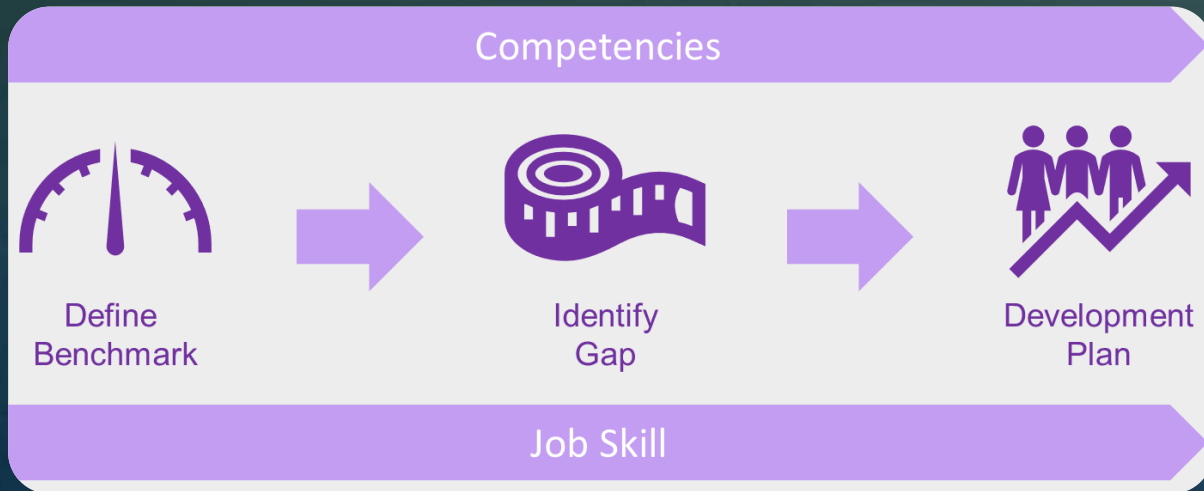 Competencies
Define
Benchmark
Identify
Gap
Development
Plan
Job Skill